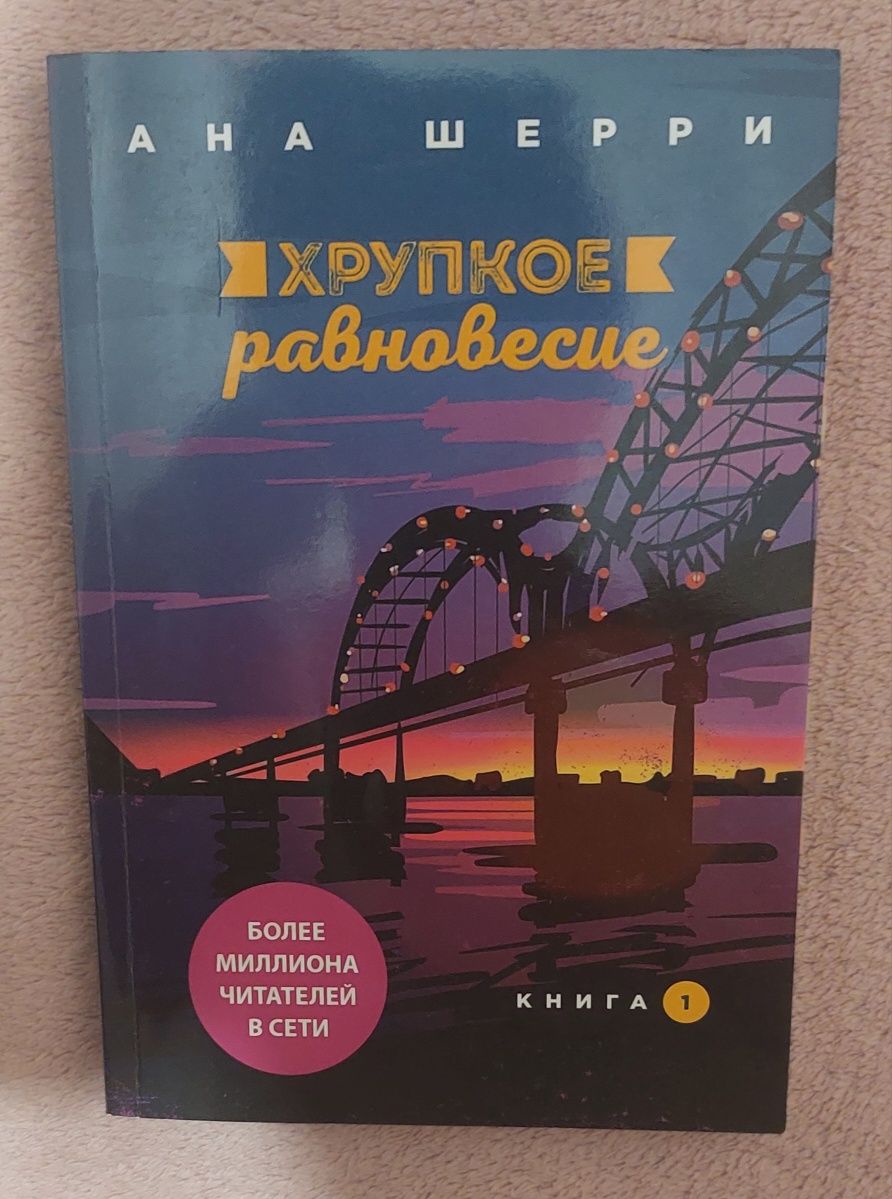 АНА ШЕРРИ
ХРУПКОЕ
равновесие
БОЛЕЕ
МИЛЛИОНА
ЧИТАТЕЛЕЙ
В СЕТИ
КНИГА 1